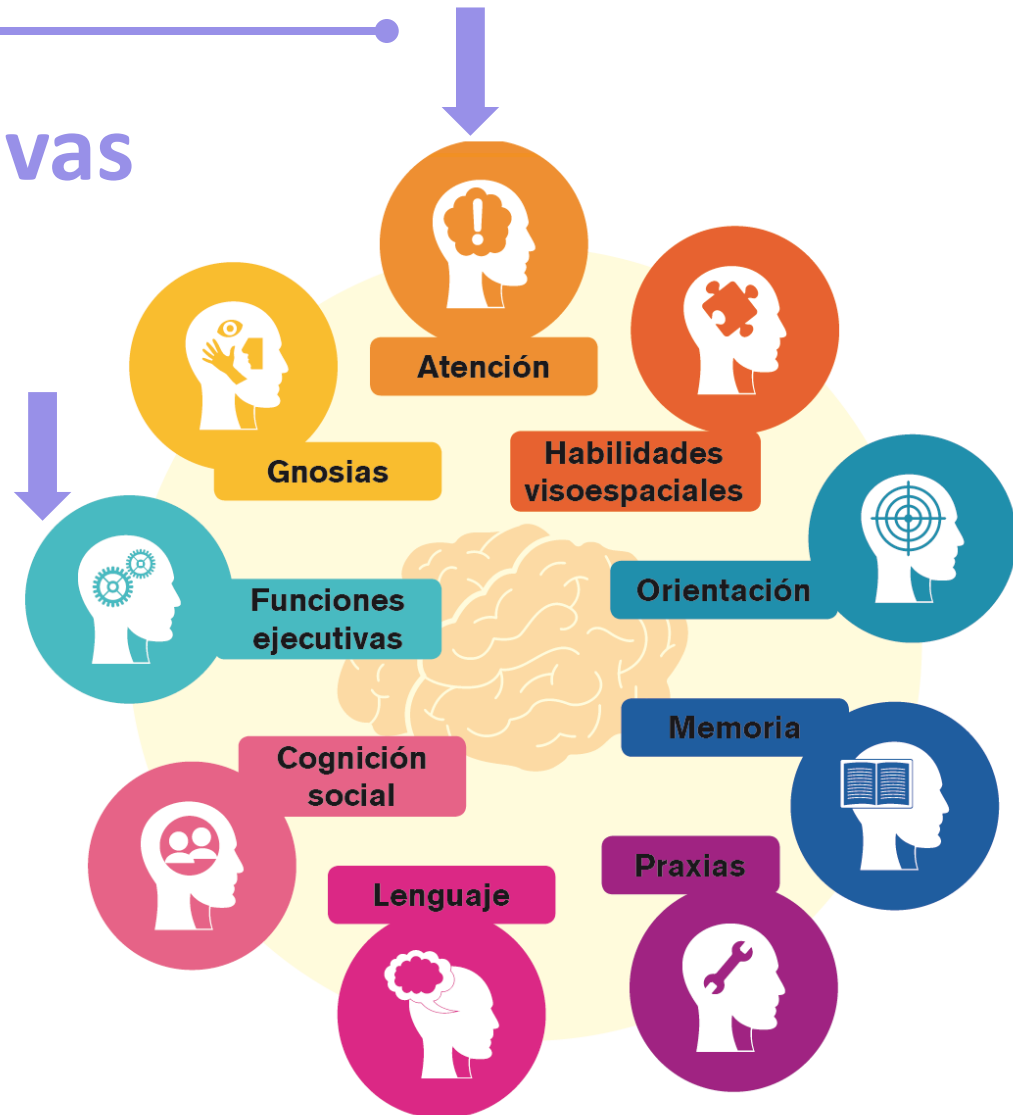 vas
Atención
Habilidades
visoespaciales
Gnosias
Orientación
Funciones
ejecutivas
Memoria
Cognición
social
Praxias
Lenguaje